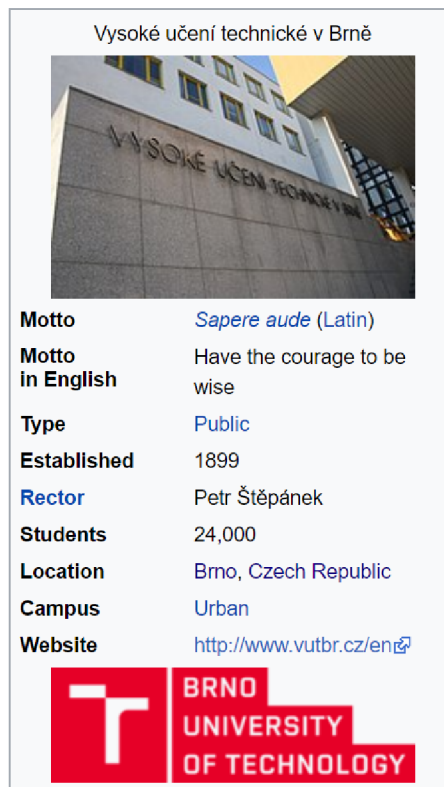 Vysoké učení technické v Brně
VYSOKÉ UČENÍ TECHNICKÉ V BRNĚ
Motto Sapere aude (Latin)
Motto in English Have the courage to be
wise
Type Public
Established 1899
Rector Petr Štěpánek
Students 24,000
Location Brno, Czech Republic
Campus Urban
Website http://www.vutbr.cz/en
BRNO
UNIVERSITY
OF TECHNOLOGY